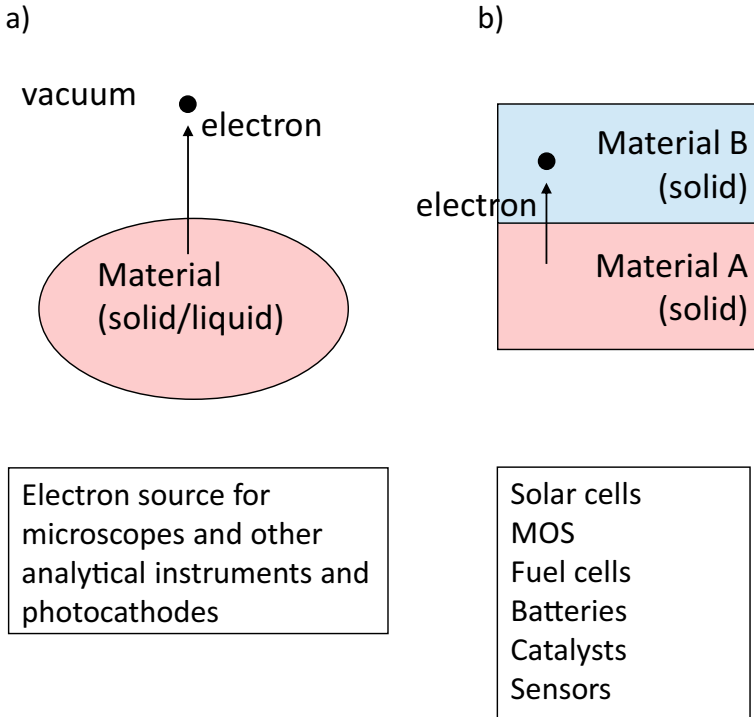 a)
vacuum
electron
Material
(solid/liquid)
Electron source for
microscopes and other
analytical instruments and
photocathodes
b)
Material B
(solid)
electron
Material A
(solid)
Solar cells
MOS
Fuel cells
Batteries
Catalysts
Sensors